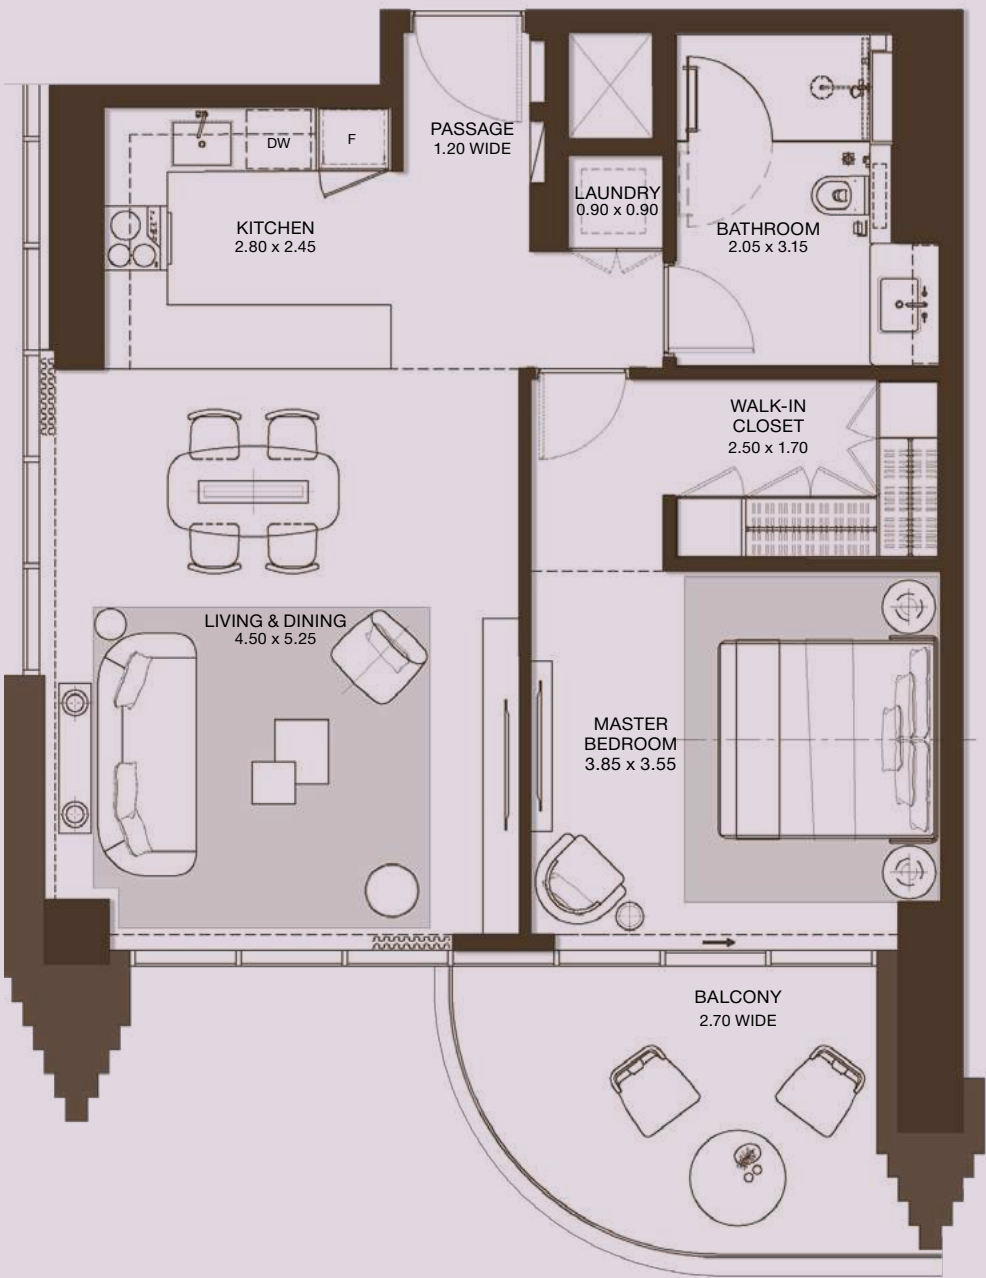 PASSAGE
1.20 WIDE
DW
F
KITCHEN
2.80 x 2.45
LAUNDRY
0.90 x 0.90
BATHROOM
2.05 x 3.15
WALK-IN
CLOSET
2.50 x 1.70
LIVING & DINING
4.50 x 5.25
MASTER
BEDROOM
3.85 x 3.55
BALCONY
2.70 WIDE